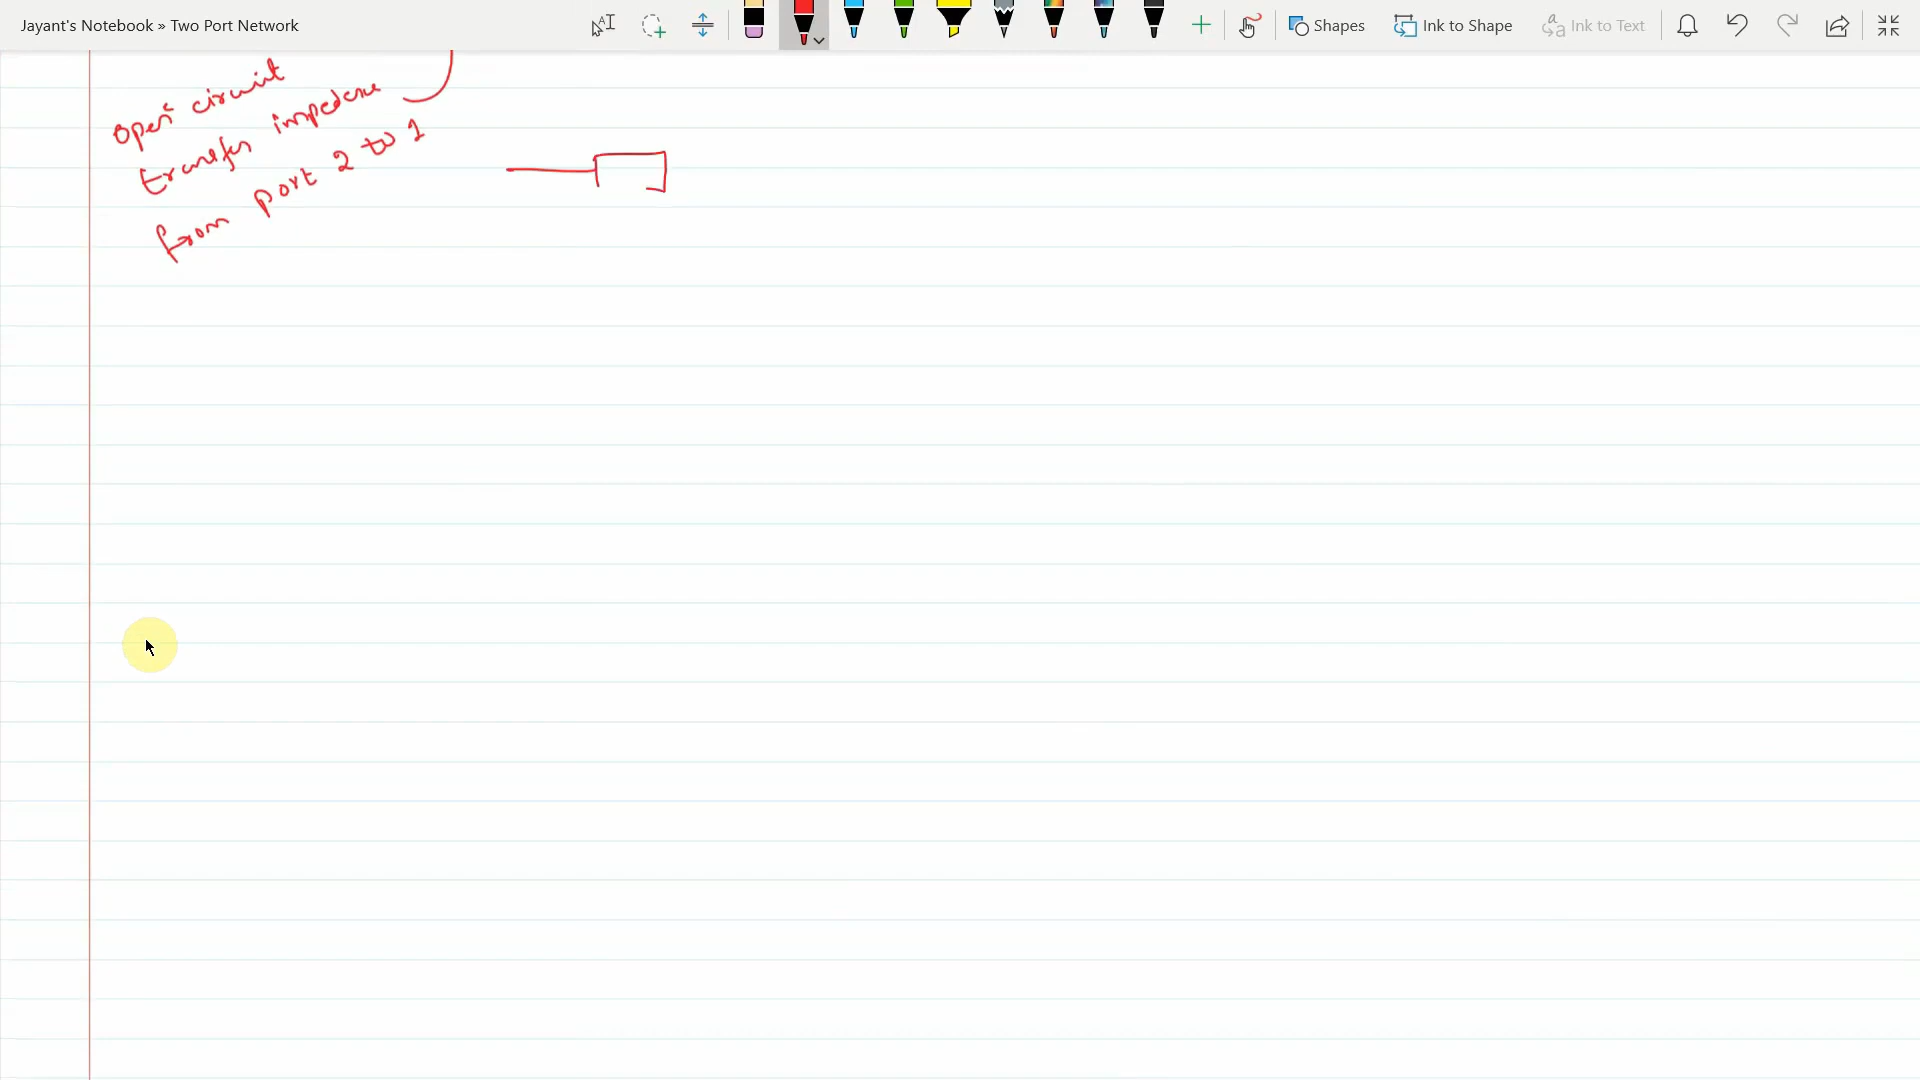 Jayant's Notebook » Two Port Network
Shapes
Ink to Shape
Ink to Text
open circuit
transfer impedance
from port 2 to 1